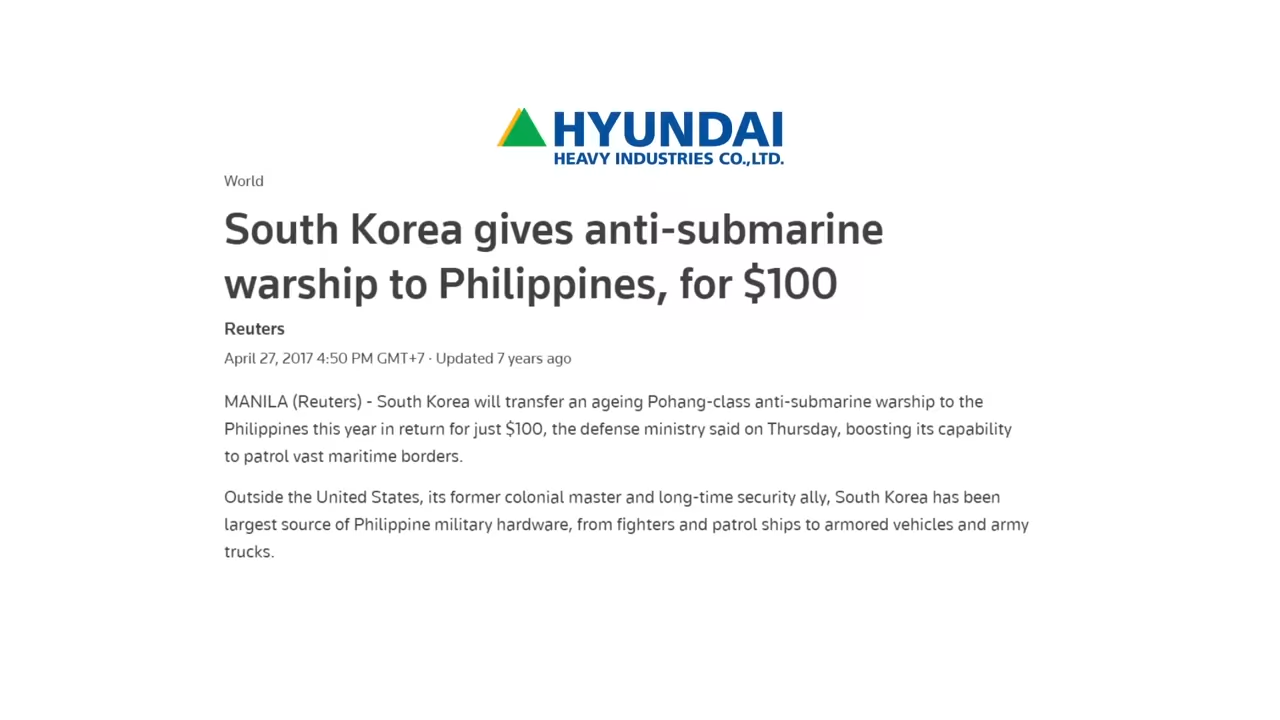 HYUNDAI
HEAVY INDUSTRIES CO.,LTD.
World
South Korea gives anti-submarine
warship to Philippines, for $100
Reuters
April 27, 2017 4:50 PM GMT+7 · Updated 7 years ago
MANILA (Reuters) - South Korea will transfer an ageing Pohang-class anti-submarine warship to the
Philippines this year in return for just $100, the defense ministry said on Thursday, boosting its capability
to patrol vast maritime borders.
Outside the United States, its former colonial master and long-time security ally, South Korea has been
largest source of Philippine military hardware, from fighters and patrol ships to armored vehicles and army
trucks.